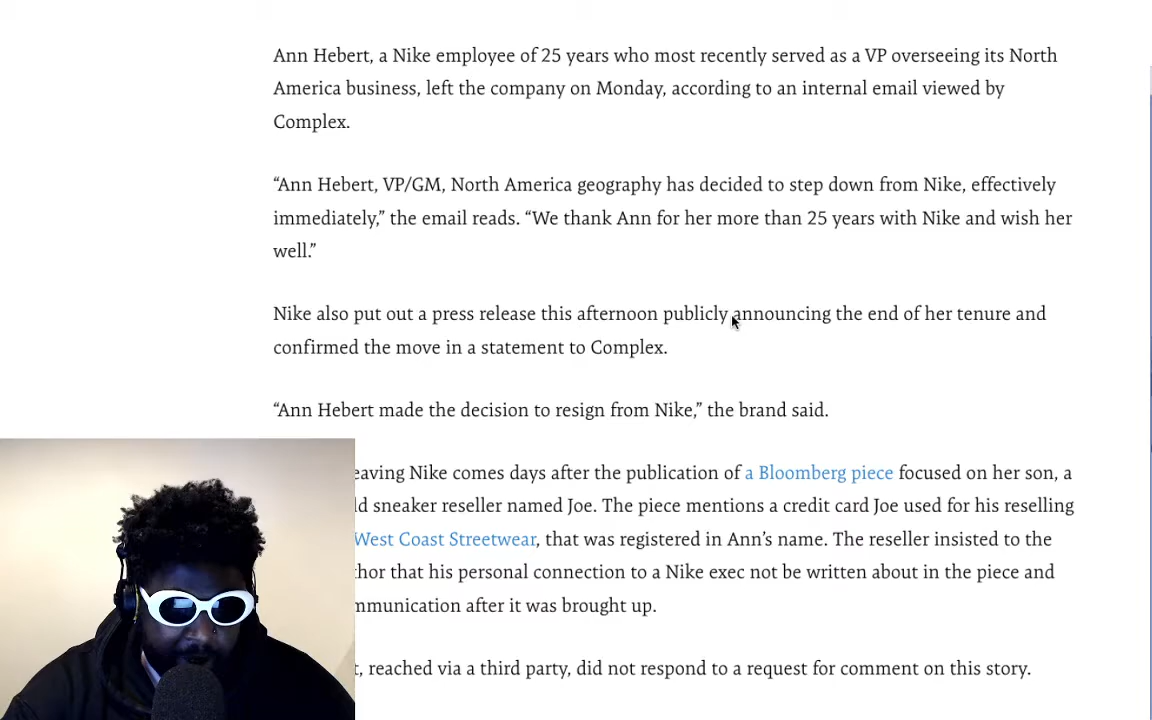 Ann Hebert, a Nike employee of 25 years who most recently served as a VP overseeing its North
America business, left the company on Monday, according to an internal email viewed by
Complex.
“Ann Hebert, VP/GM, North America geography has decided to step down from Nike, effectively
immediately,” the email reads. “We thank Ann for her more than 25 years with Nike and wish her
well.”
Nike also put out a press release this afternoon publicly announcing the end of her tenure and
confirmed the move in a statement to Complex.
“Ann Hebert made the decision to resign from Nike,” the brand said.
eaving Nike comes days after the publication of a Bloomberg piece focused on her son, a
ld sneaker reseller named Joe. The piece mentions a credit card Joe used for his reselling
West Coast Streetwear, that was registered in Ann’s name. The reseller insisted to the
hor that his personal connection to a Nike exec not be written about in the piece and
mmunication after it was brought up.
t, reached via a third party, did not respond to a request for comment on this story.